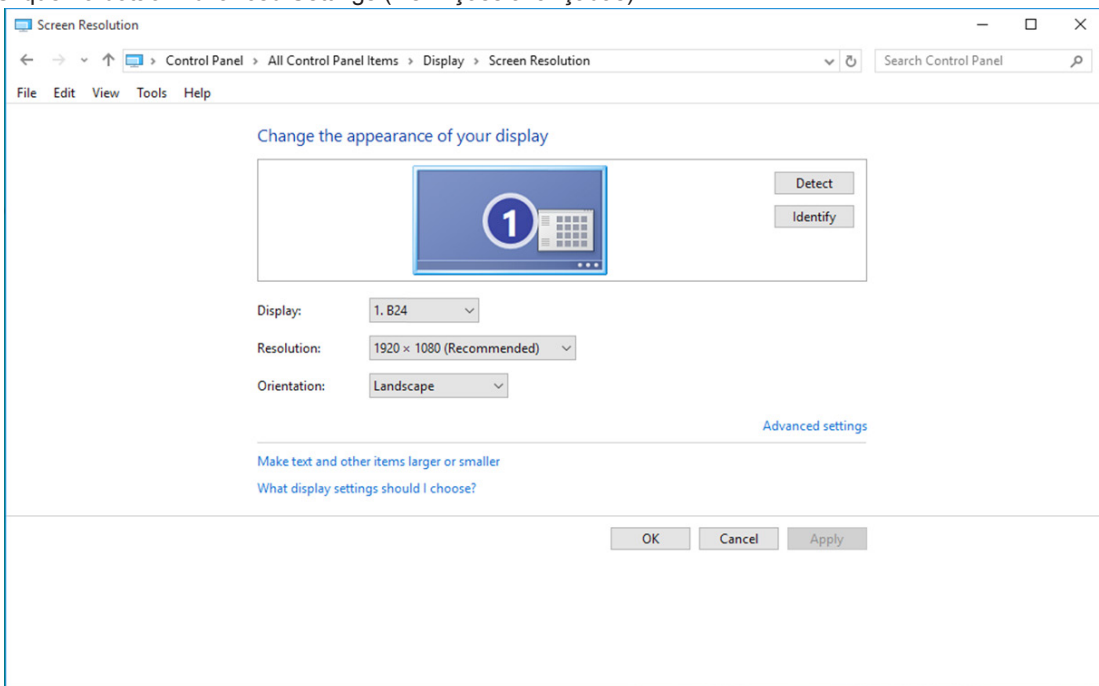 Screen Resolution
Control Panel > All Control Panel Items > Display > Screen Resolution
Search Control Panel
File Edit View Tools Help
Change the appearance of your display
1
Detect
Identify
Display: 1. B24
Resolution: 1920 × 1080 (Recommended)
Orientation: Landscape
Advanced settings
Make text and other items larger or smaller
What display settings should I choose?
OK Cancel Apply